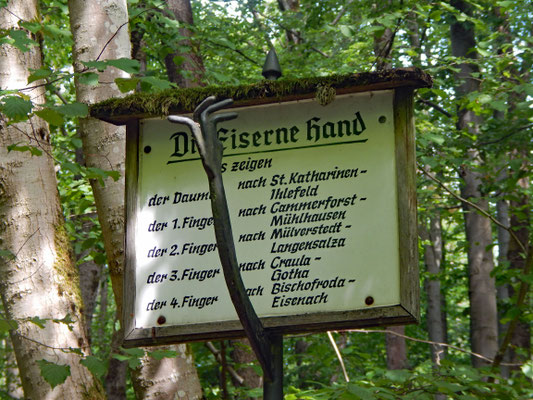 Die Eiserne Hand
s zeigen
der Daum nach St. Katharinen-
Ihlefeld
der 1. Finger nach Cammerforst-
Mühlhausen
der 2. Finger nach Mülverstedt-
Langensalza
der 3. Finger nach Craula-
Gotha
der 4. Finger nach Bischofroda-
Eisenach